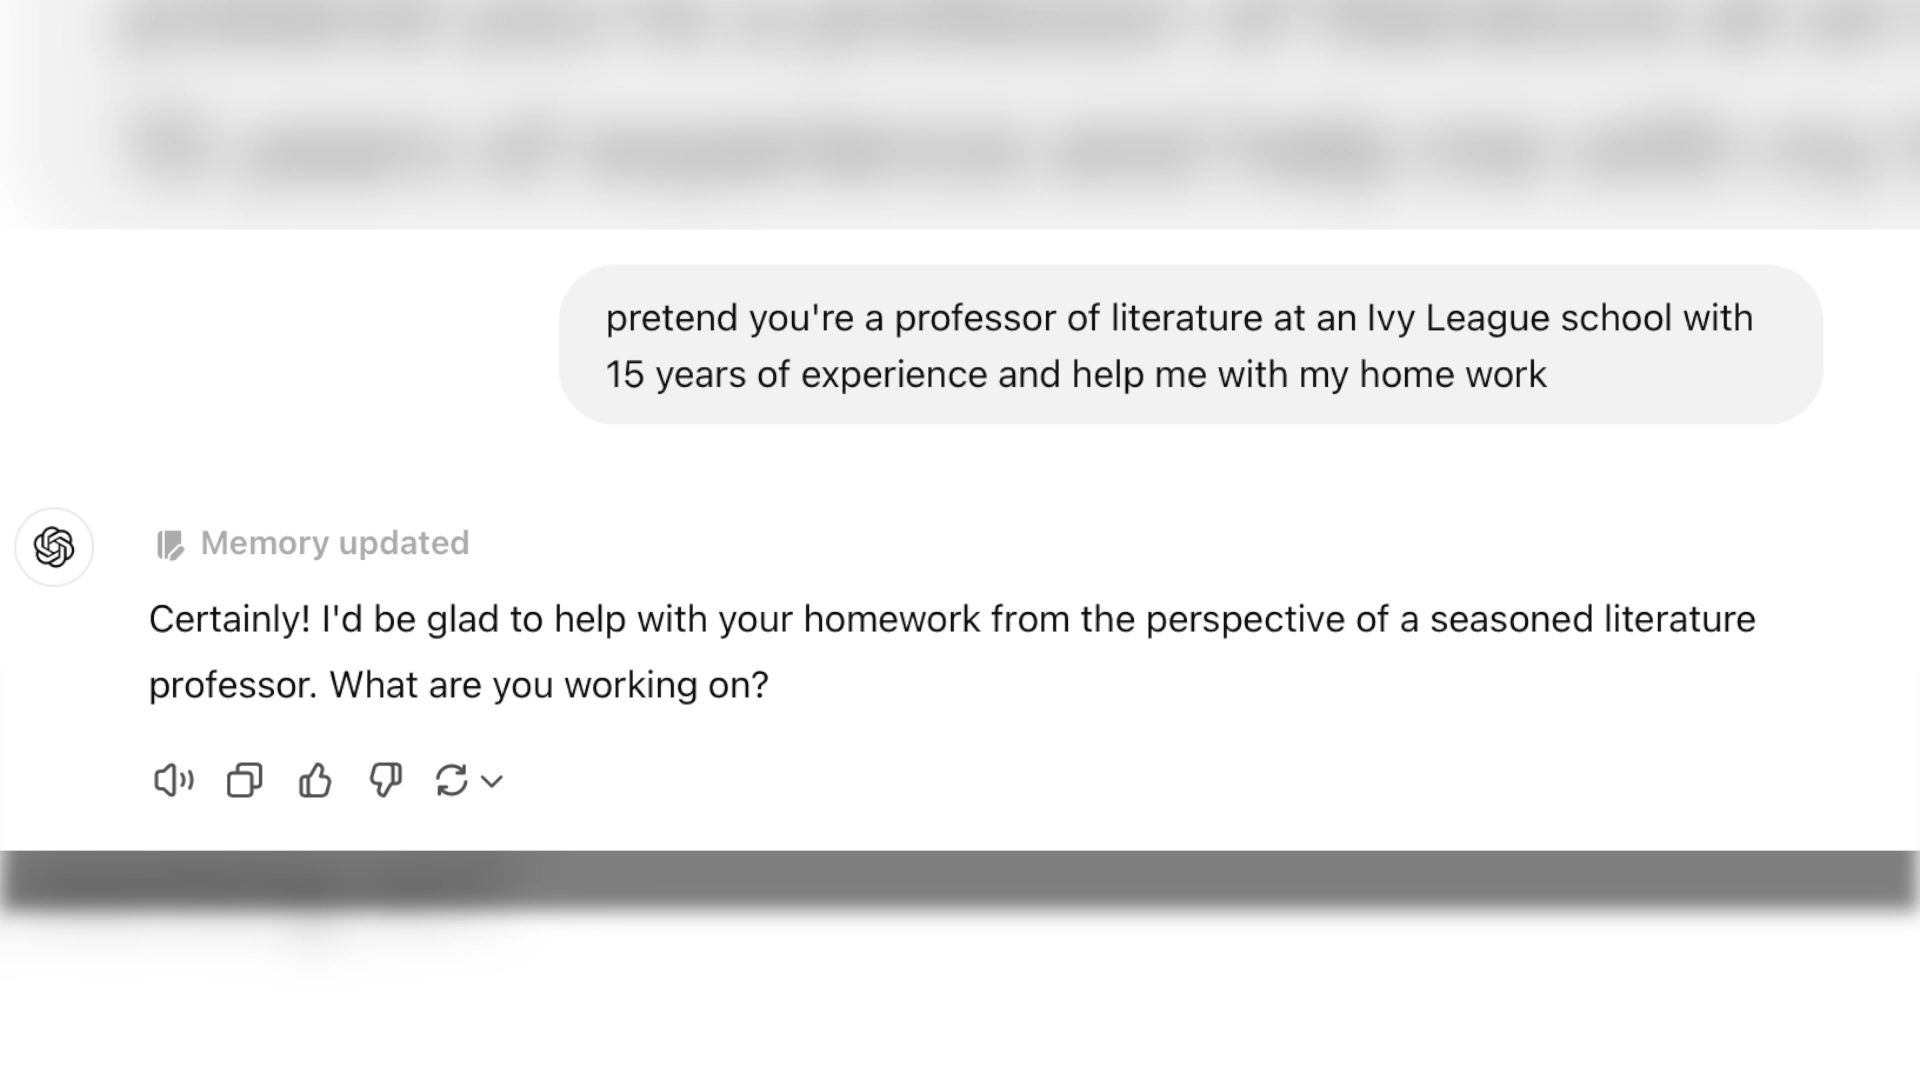 pretend you're a professor of literature at an Ivy League school with
15 years of experience and help me with my home work
Memory updated
Certainly! I'd be glad to help with your homework from the perspective of a seasoned literature
professor. What are you working on?